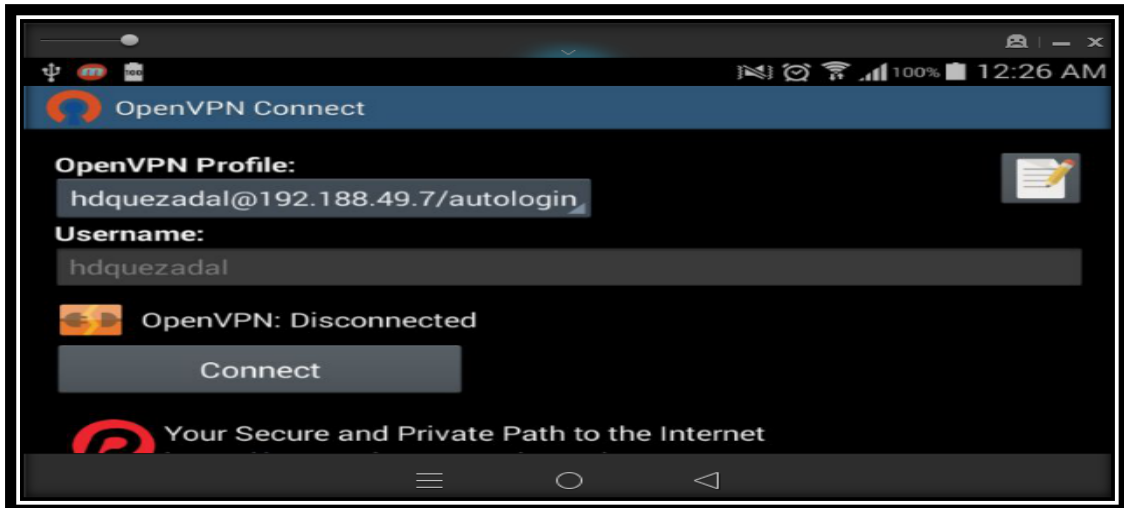 100% 12:26 AM
OpenVPN Connect
OpenVPN Profile:
hdquezadal@192.188.49.7/autologin
Username:
hdquezadal
OpenVPN: Disconnected
Connect
Your Secure and Private Path to the Internet